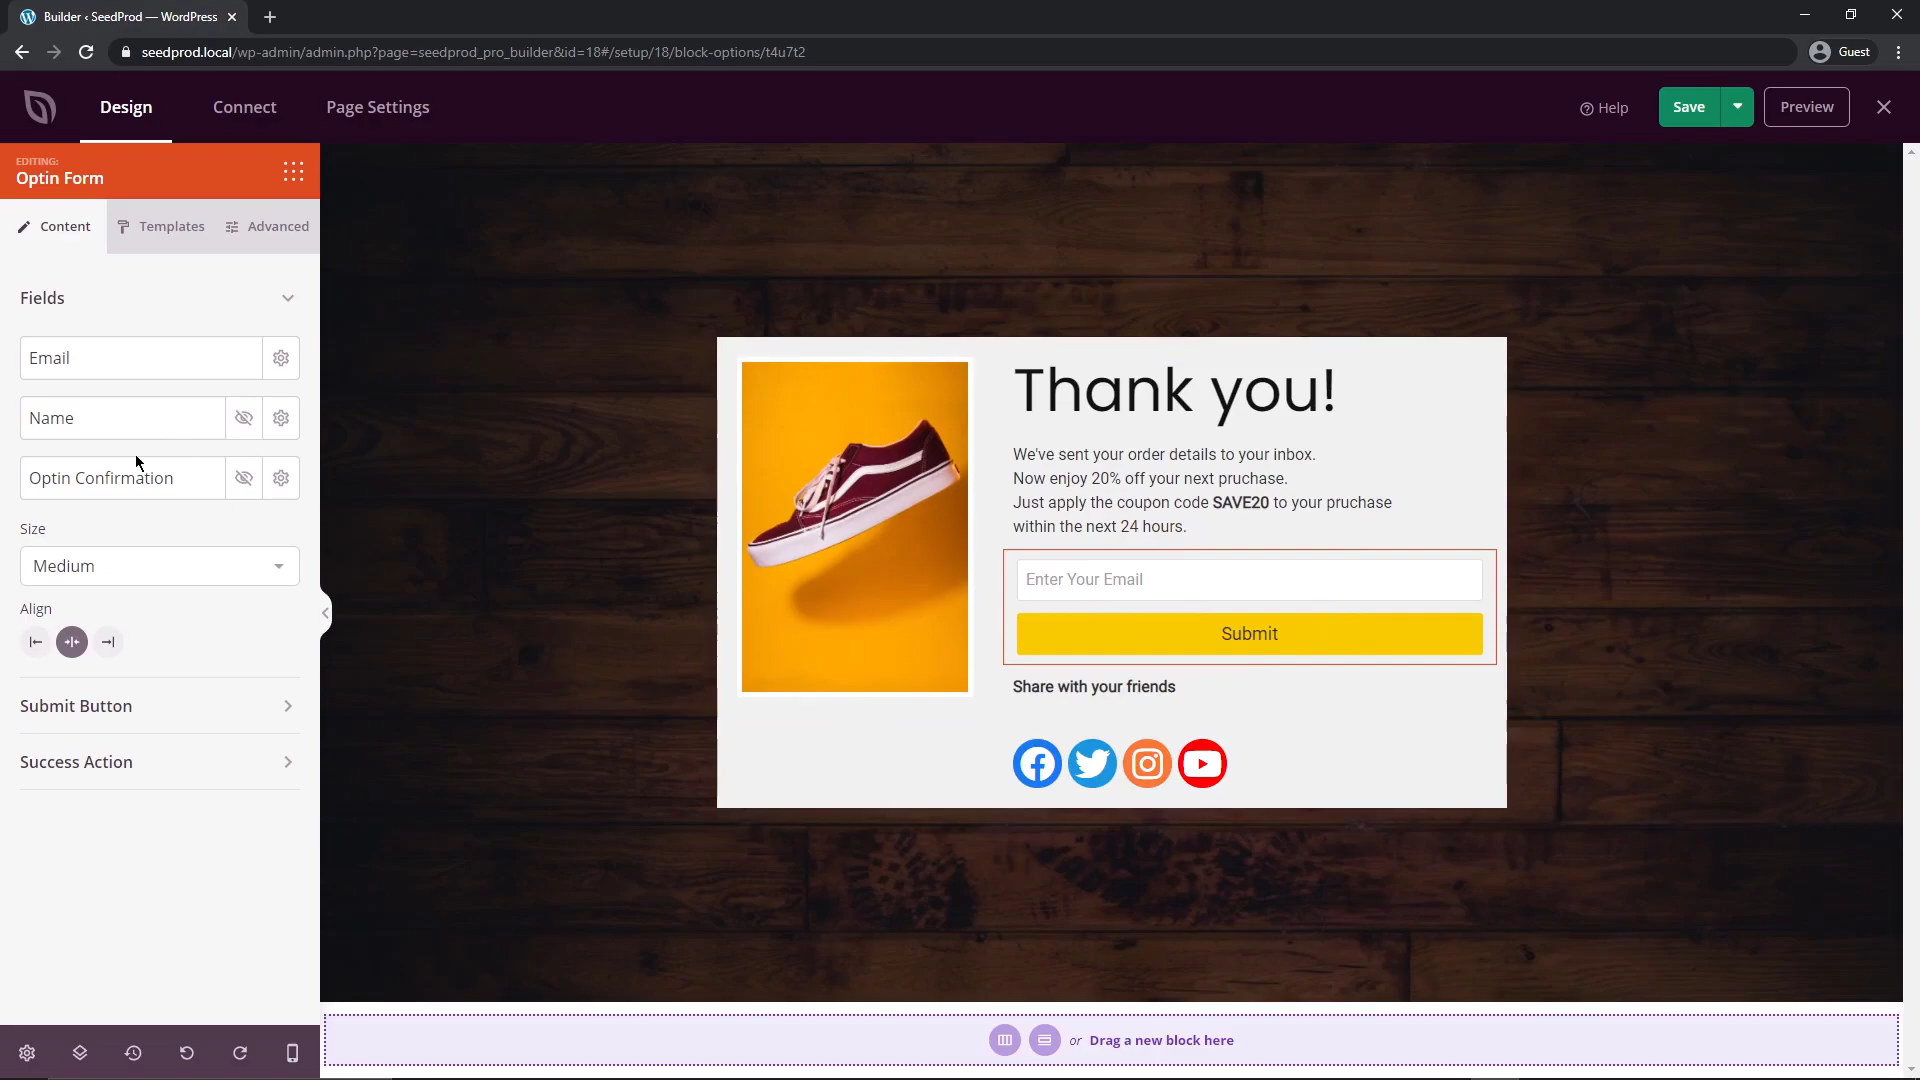 Builder ‹ SeedProd — WordPress
seedprod.local/wp-admin/admin.php?page=seedprod_pro_builder&id=18#/setup/18/block-options/t4u7t2
Guest
Design
Connect
Page Settings
Help
Save
Preview
EDITING:
Optin Form
Content
Templates
Advanced
Fields
Email
Name
Optin Confirmation
Size
Medium
Align
Submit Button
Success Action
Thank you!
We've sent your order details to your inbox.
Now enjoy 20% off your next pruchase.
Just apply the coupon code SAVE20 to your pruchase
within the next 24 hours.
Enter Your Email
Submit
Share with your friends
or Drag a new block here